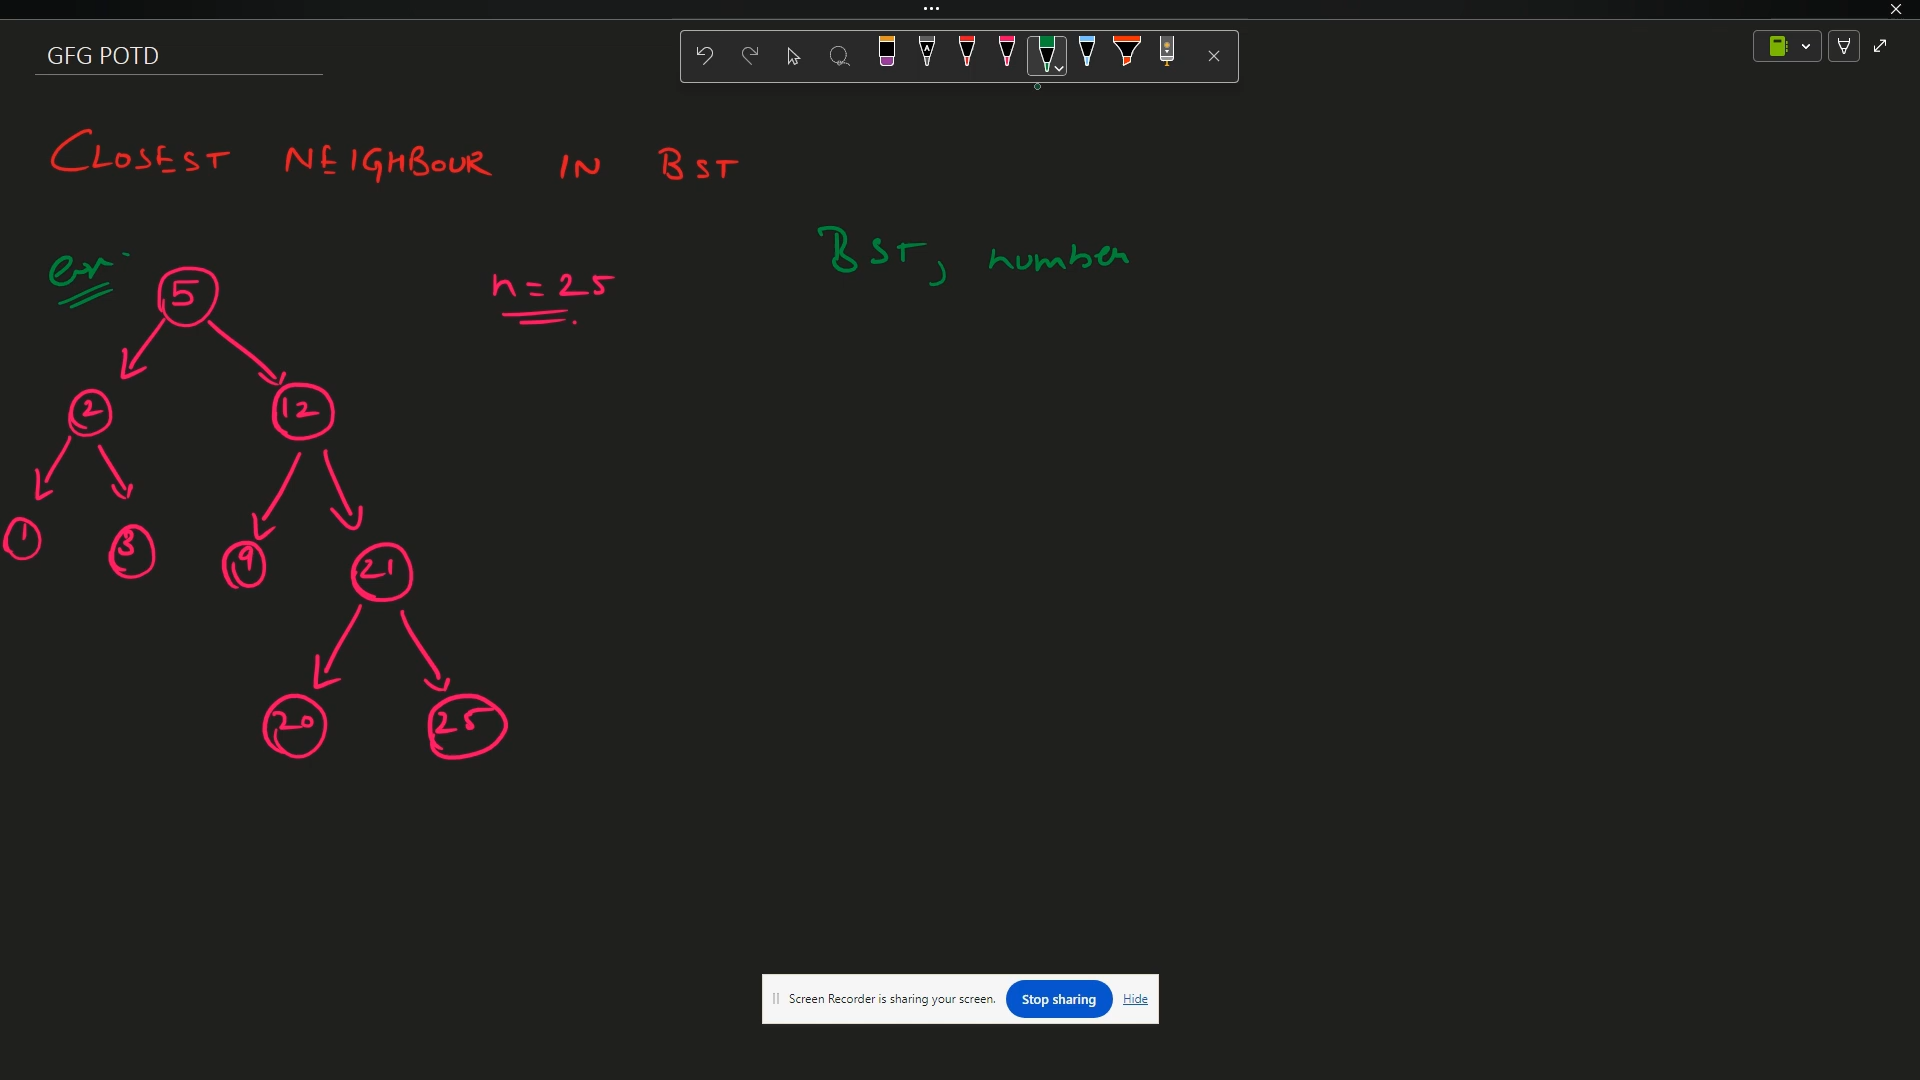 GFG POTD
CLOSEST NEIGHBOUR IN BST
BST, number
ex:
n = 25
5
2
12
1
3
9
21
20
25
Screen Recorder is sharing your screen.
Stop sharing
Hide